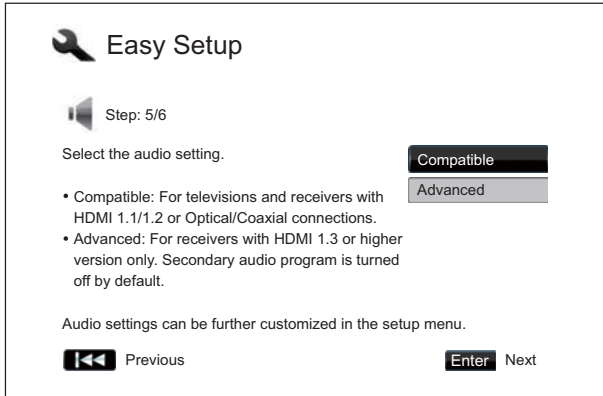 Easy Setup
Step: 5/6
Select the audio setting.
Compatible
Advanced
• Compatible: For televisions and receivers with
HDMI 1.1/1.2 or Optical/Coaxial connections.
• Advanced: For receivers with HDMI 1.3 or higher
version only. Secondary audio program is turned
off by default.
Audio settings can be further customized in the setup menu.
Previous
Enter Next